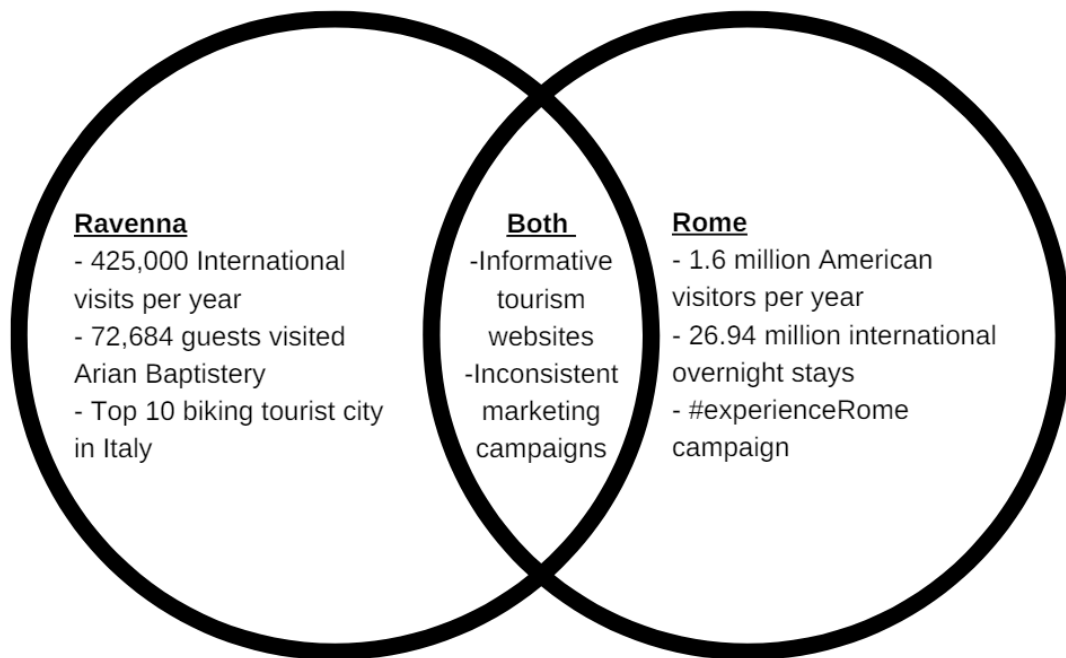 Ravenna
- 425,000 International
visits per year
- 72,684 guests visited
Arian Baptistery
- Top 10 biking tourist city
in Italy
Both
-Informative
tourism
websites
-Inconsistent
marketing
campaigns
Rome
- 1.6 million American
visitors per year
- 26.94 million international
overnight stays
- #experienceRome
campaign